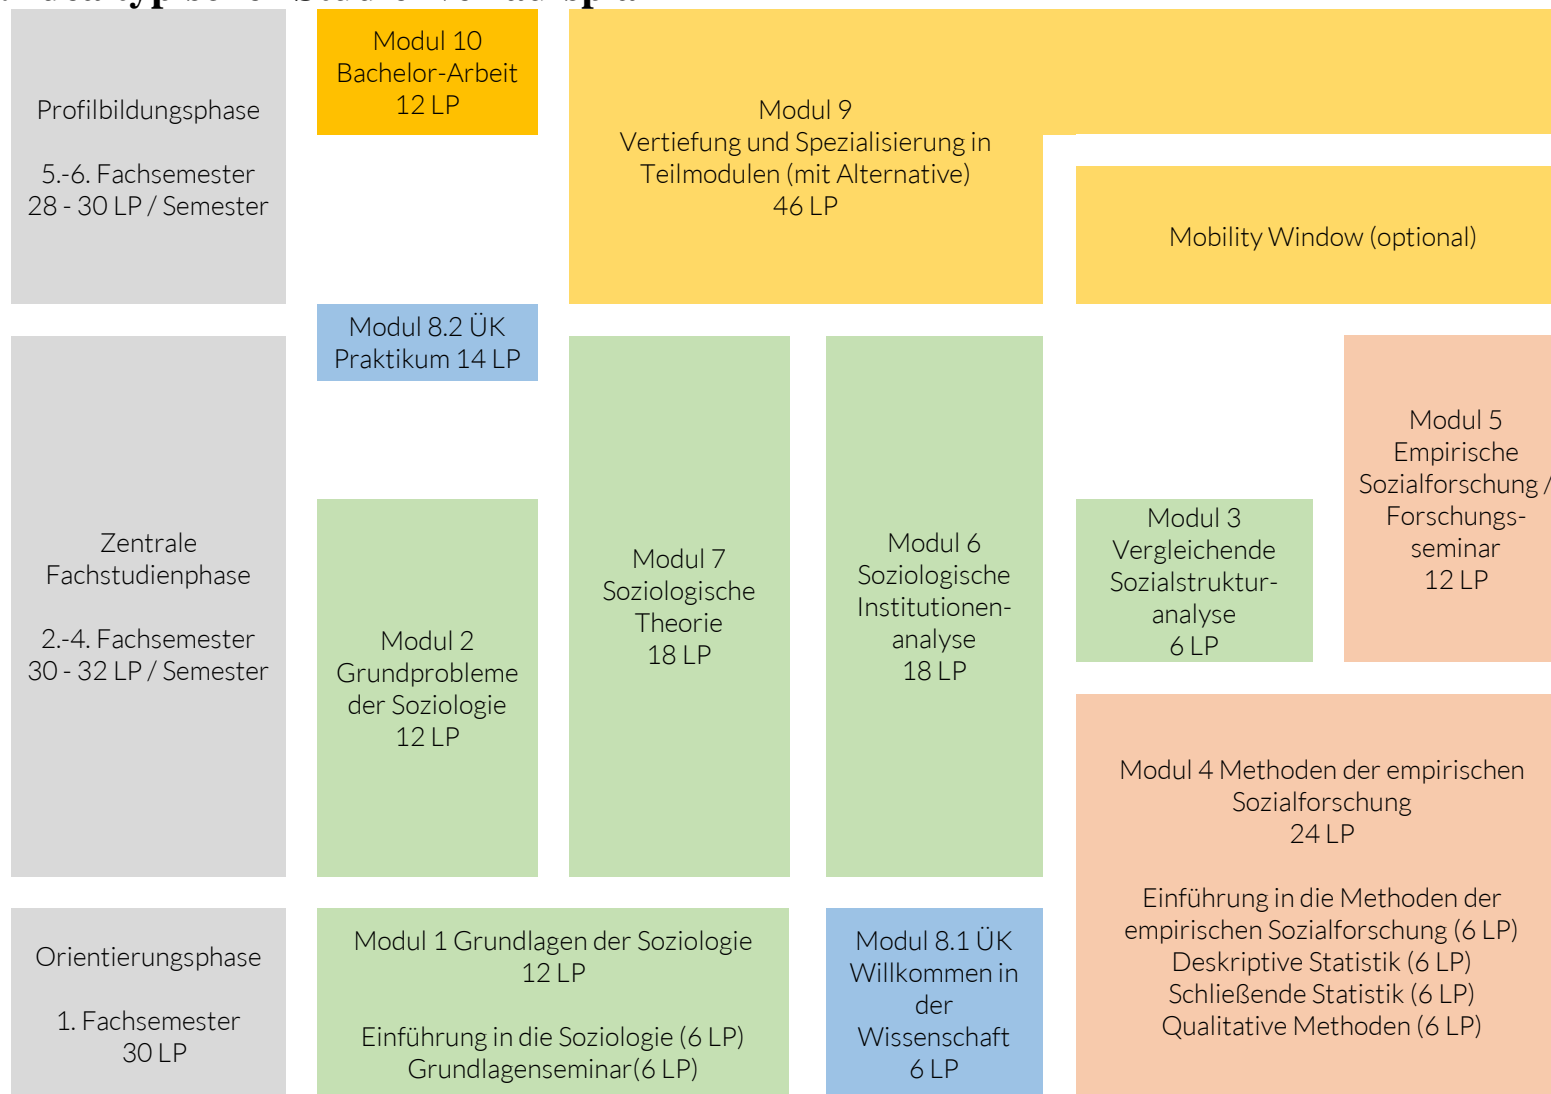 Profilbildungsphase
5.-6. Fachsemester
28 - 30 LP / Semester
Modul 10
Bachelor-Arbeit
12 LP
Modul 9
Vertiefung und Spezialisierung in
Teilmodulen (mit Alternative)
46 LP
Mobility Window (optional)
Modul 8.2 ÜK
Praktikum 14 LP
Zentrale
Fachstudienphase
2.-4. Fachsemester
30 - 32 LP / Semester
Modul 2
Grundprobleme
der Soziologie
12 LP
Modul 7
Soziologische
Theorie
18 LP
Modul 6
Soziologische
Institutionen-
analyse
18 LP
Modul 3
Vergleichende
Sozialstruktur-
analyse
6 LP
Modul 5
Empirische
Sozialforschung /
Forschungs-
seminar
12 LP
Modul 4 Methoden der empirischen
Sozialforschung
24 LP
Einführung in die Methoden der
empirischen Sozialforschung (6 LP)
Deskriptive Statistik (6 LP)
Schließende Statistik (6 LP)
Qualitative Methoden (6 LP)
Orientierungsphase
1. Fachsemester
30 LP
Modul 1 Grundlagen der Soziologie
12 LP
Einführung in die Soziologie (6 LP)
Grundlagenseminar(6 LP)
Modul 8.1 ÜK
Willkommen in
der
Wissenschaft
6 LP